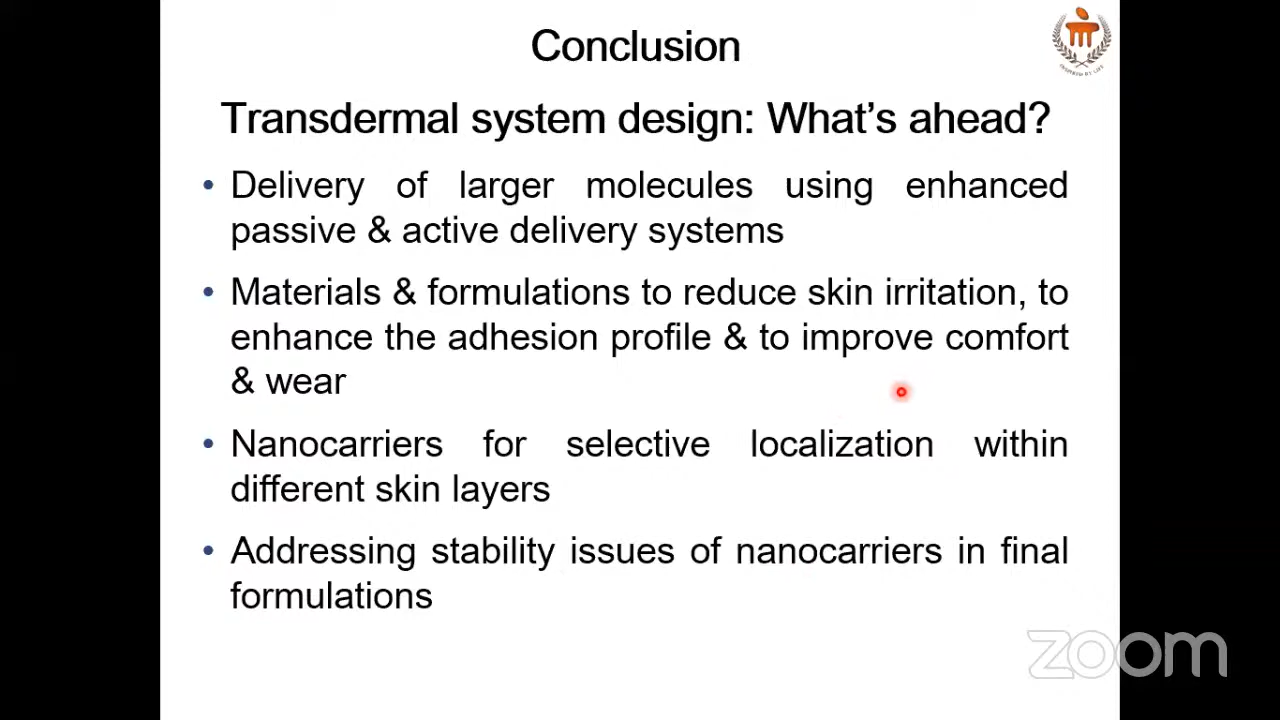 Conclusion
Transdermal system design: What's ahead?
• Delivery of larger molecules using enhanced
passive & active delivery systems
• Materials & formulations to reduce skin irritation, to
enhance the adhesion profile & to improve comfort
& wear
• Nanocarriers for selective localization within
different skin layers
• Addressing stability issues of nanocarriers in final
formulations
zoom